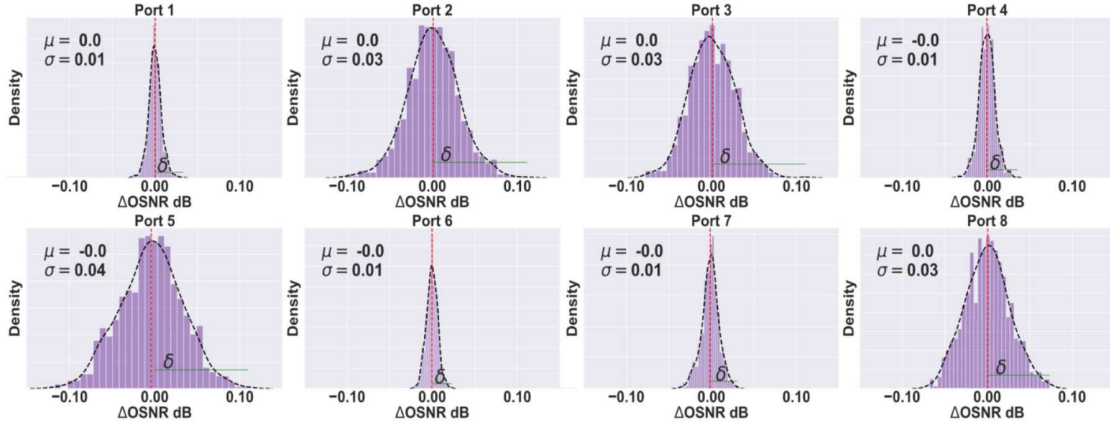 Port 1
Port 2
Port 3
Port 4
μ = 0.0
σ = 0.01
μ = 0.0
σ = 0.03
μ = 0.0
σ = 0.03
μ = -0.0
σ = 0.01
Density
Density
Density
Density
δ
δ
δ
δ
−0.10 0.00 0.10
−0.10 0.00 0.10
−0.10 0.00 0.10
−0.10 0.00 0.10
ΔOSNR dB
ΔOSNR dB
ΔOSNR dB
ΔOSNR dB
Port 5
Port 6
Port 7
Port 8
μ = -0.0
σ = 0.04
μ = -0.0
σ = 0.01
μ = -0.0
σ = 0.01
μ = 0.0
σ = 0.03
Density
Density
Density
Density
δ
δ
δ
δ
−0.10 0.00 0.10
−0.10 0.00 0.10
−0.10 0.00 0.10
−0.10 0.00 0.10
ΔOSNR dB
ΔOSNR dB
ΔOSNR dB
ΔOSNR dB